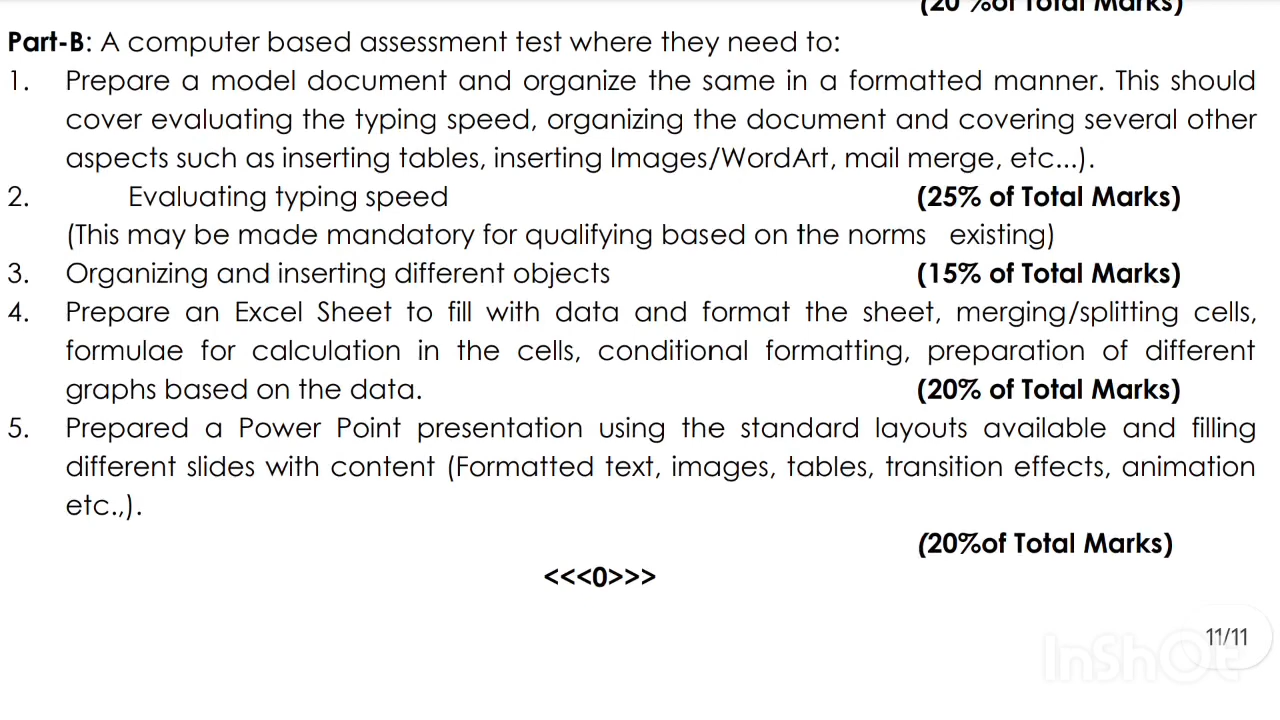 (20 %of Total Marks)
Part-B: A computer based assessment test where they need to:
1. Prepare a model document and organize the same in a formatted manner. This should
cover evaluating the typing speed, organizing the document and covering several other
aspects such as inserting tables, inserting Images/WordArt, mail merge, etc...).
2. Evaluating typing speed (25% of Total Marks)
(This may be made mandatory for qualifying based on the norms existing)
3. Organizing and inserting different objects (15% of Total Marks)
4. Prepare an Excel Sheet to fill with data and format the sheet, merging/splitting cells,
formulae for calculation in the cells, conditional formatting, preparation of different
graphs based on the data. (20% of Total Marks)
5. Prepared a Power Point presentation using the standard layouts available and filling
different slides with content (Formatted text, images, tables, transition effects, animation
etc.,).
(20%of Total Marks)
<<<0>>>
11/11
InShOt